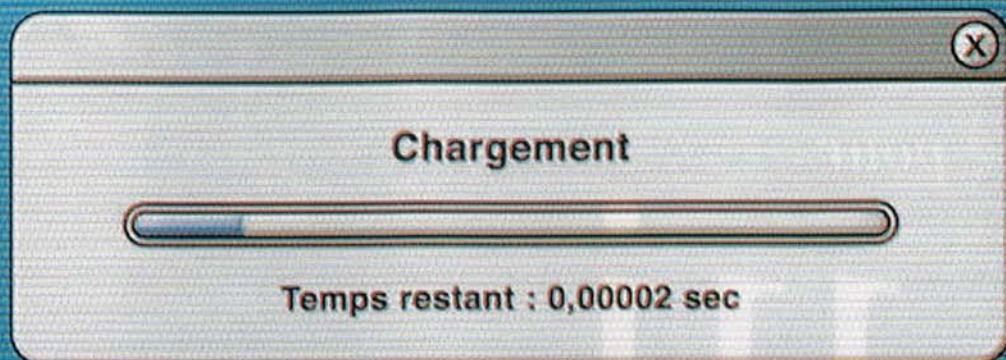 X
Chargement
Temps restant : 0,00002 sec